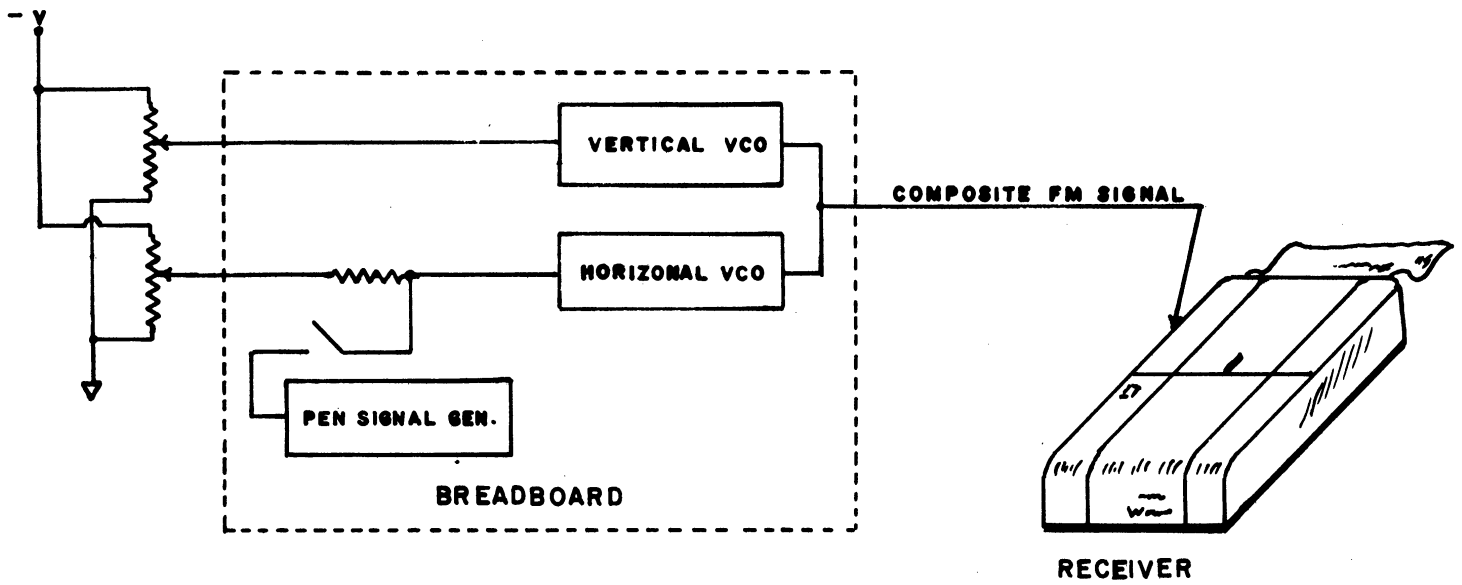 - V
VERTICAL VCO
COMPOSITE FM SIGNAL
HORIZONAL VCO
PEN SIGNAL GEN.
BREADBOARD
RECEIVER